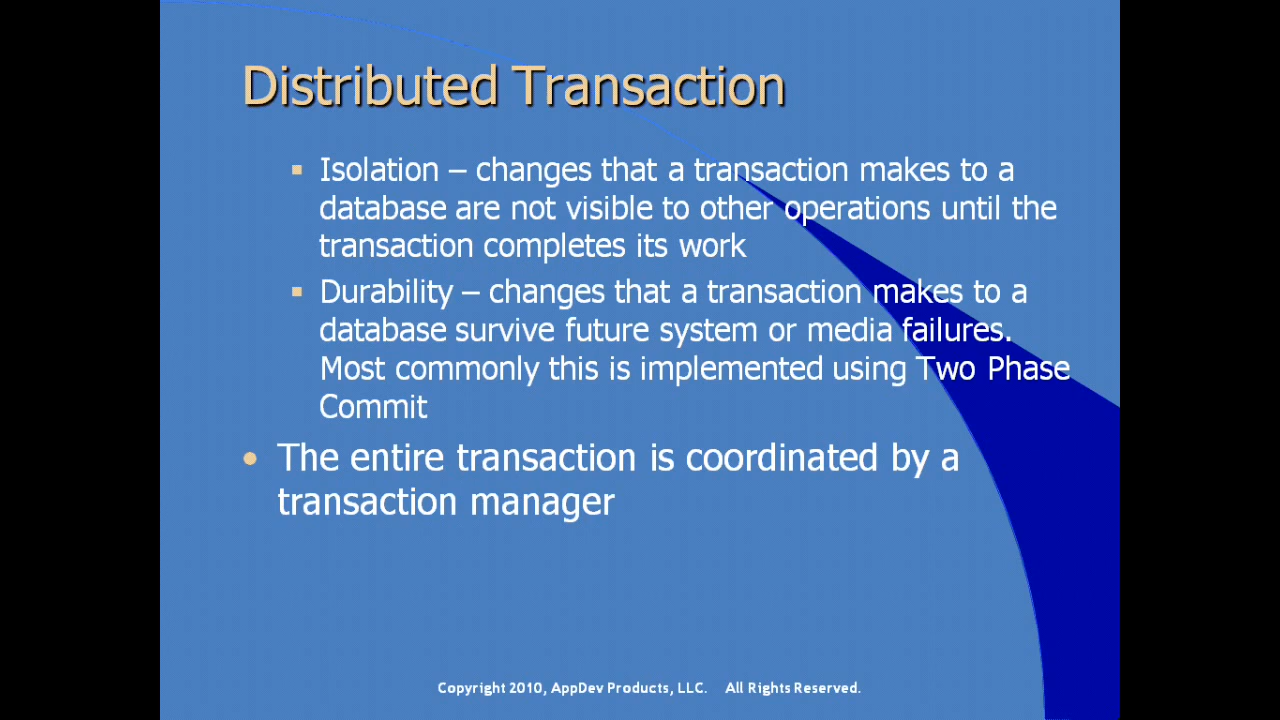 Distributed Transaction
▪ Isolation – changes that a transaction makes to a
database are not visible to other operations until the
transaction completes its work
▪ Durability – changes that a transaction makes to a
database survive future system or media failures.
Most commonly this is implemented using Two Phase
Commit
• The entire transaction is coordinated by a
transaction manager
Copyright 2010, AppDev Products, LLC. All Rights Reserved.